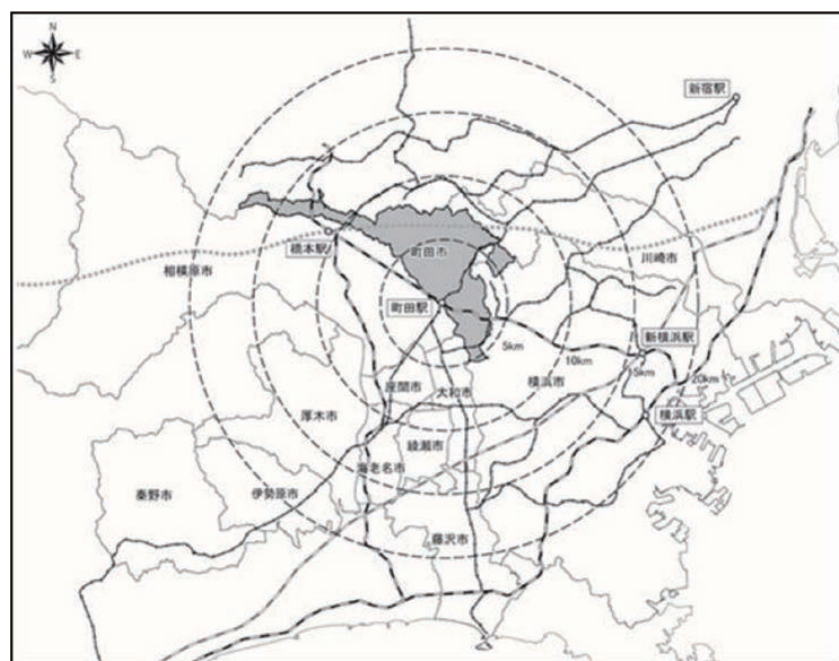 N
W E
S
新宿駅
橋本駅
町田市
川崎市
相模原市
町田駅
新横浜駅
5km
10km
15km
20km
座間市
大和市
横浜市
横浜駅
厚木市
綾瀬市
海老名市
秦野市
伊勢原市
藤沢市